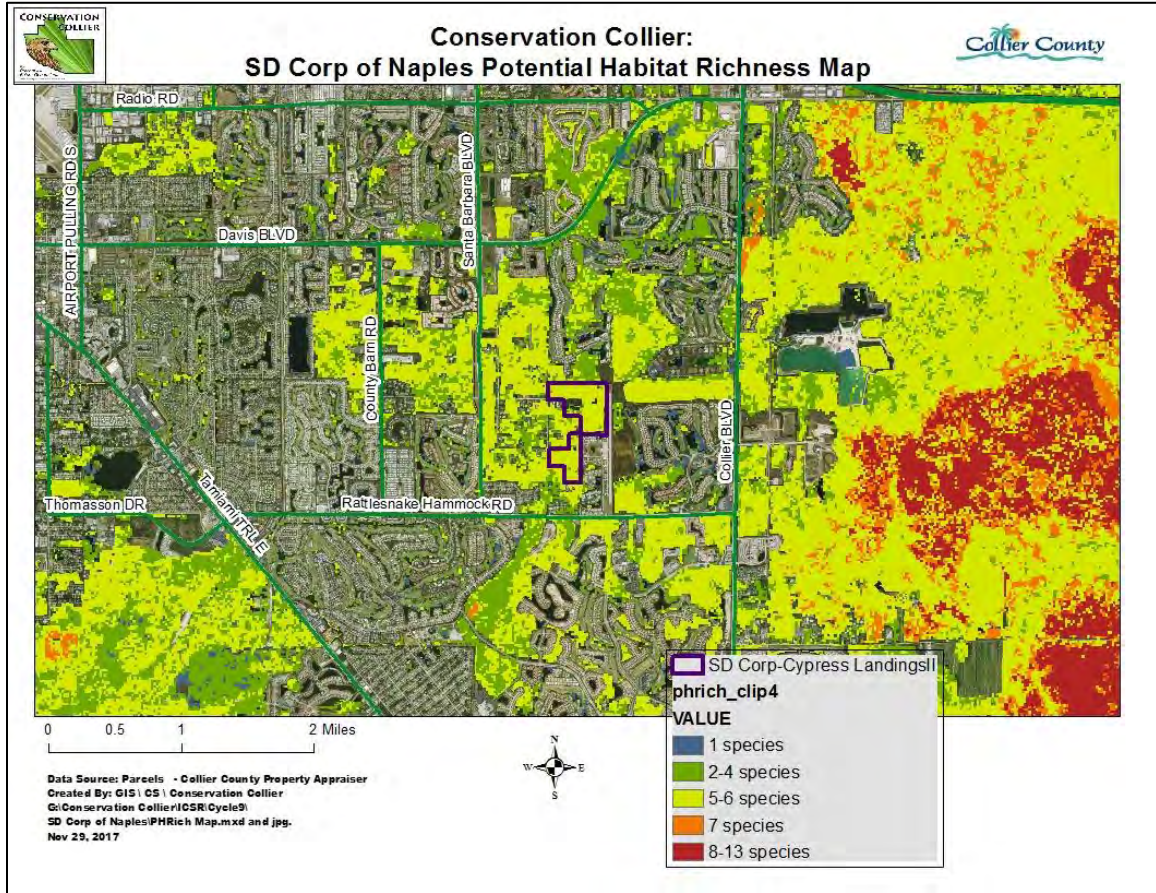 CONSERVATION
COLLIER
Conservation Collier:
SD Corp of Naples Potential Habitat Richness Map
Collier County
Radio RD
AIRPORT PULLING RD S
Santa Barbara BLVD
Davis BLVD
County Barn RD
Collier BLVD
Thomasson DR
Tamiami TRL E
Rattlesnake Hammock RD
SD Corp-Cypress LandingsII
phrich_clip4
VALUE
1 species
2-4 species
5-6 species
7 species
8-13 species
0 0.5 1 2 Miles
N
W E
S
Data Source: Parcels - Collier County Property Appraiser
Created By: GIS \ CS \ Conservation Collier
G:\Conservation Collier\ICSR\Cycle9\
SD Corp of Naples\PHRich Map.mxd and jpg.
Nov 29, 2017